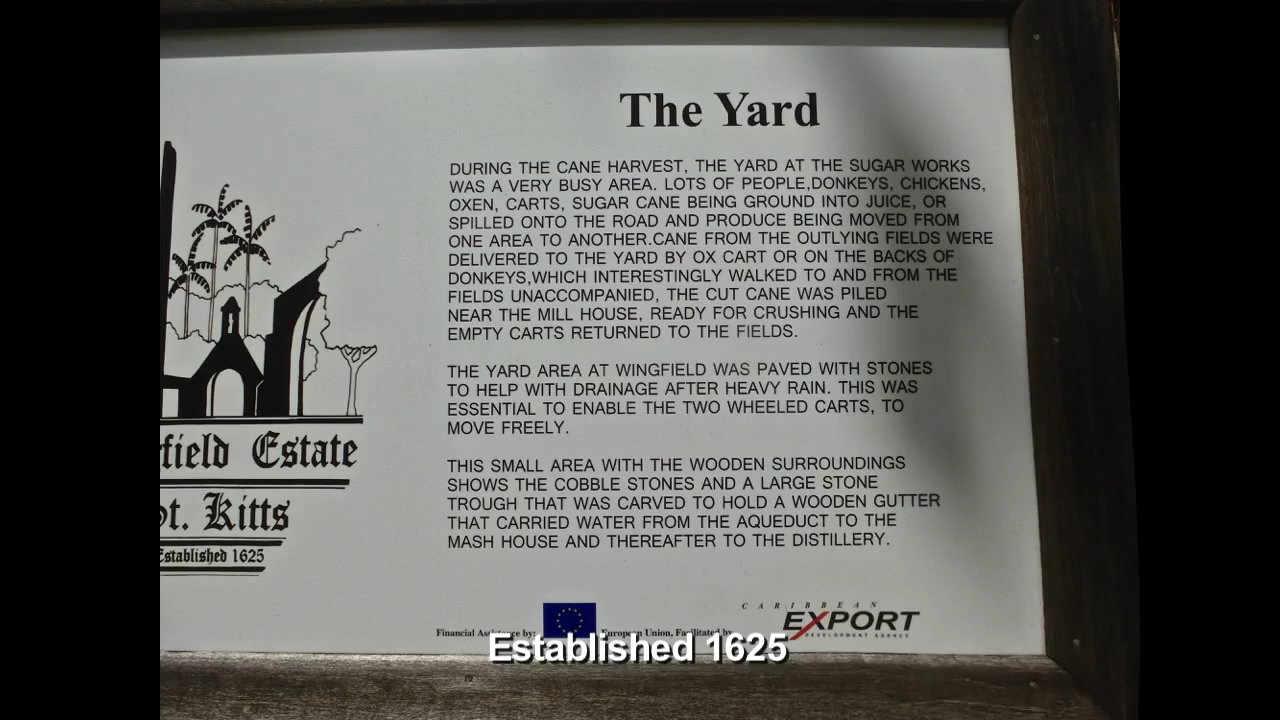 The Yard
DURING THE CANE HARVEST, THE YARD AT THE SUGAR WORKS
WAS A VERY BUSY AREA. LOTS OF PEOPLE,DONKEYS, CHICKENS,
OXEN, CARTS, SUGAR CANE BEING GROUND INTO JUICE, OR
SPILLED ONTO THE ROAD AND PRODUCE BEING MOVED FROM
ONE AREA TO ANOTHER.CANE FROM THE OUTLYING FIELDS WERE
DELIVERED TO THE YARD BY OX CART OR ON THE BACKS OF
DONKEYS,WHICH INTERESTINGLY WALKED TO AND FROM THE
FIELDS UNACCOMPANIED, THE CUT CANE WAS PILED
NEAR THE MILL HOUSE, READY FOR CRUSHING AND THE
EMPTY CARTS RETURNED TO THE FIELDS.
THE YARD AREA AT WINGFIELD WAS PAVED WITH STONES
TO HELP WITH DRAINAGE AFTER HEAVY RAIN. THIS WAS
ESSENTIAL TO ENABLE THE TWO WHEELED CARTS, TO
MOVE FREELY.
THIS SMALL AREA WITH THE WOODEN SURROUNDINGS
SHOWS THE COBBLE STONES AND A LARGE STONE
TROUGH THAT WAS CARVED TO HOLD A WOODEN GUTTER
THAT CARRIED WATER FROM THE AQUEDUCT TO THE
MASH HOUSE AND THEREAFTER TO THE DISTILLERY.
field Estate
t. Kitts
Established 1625
Financial Assistance by: European Union, Facilitated by
CARIBBEAN
EXPORT
DEVELOPMENT AGENCY
Established 1625